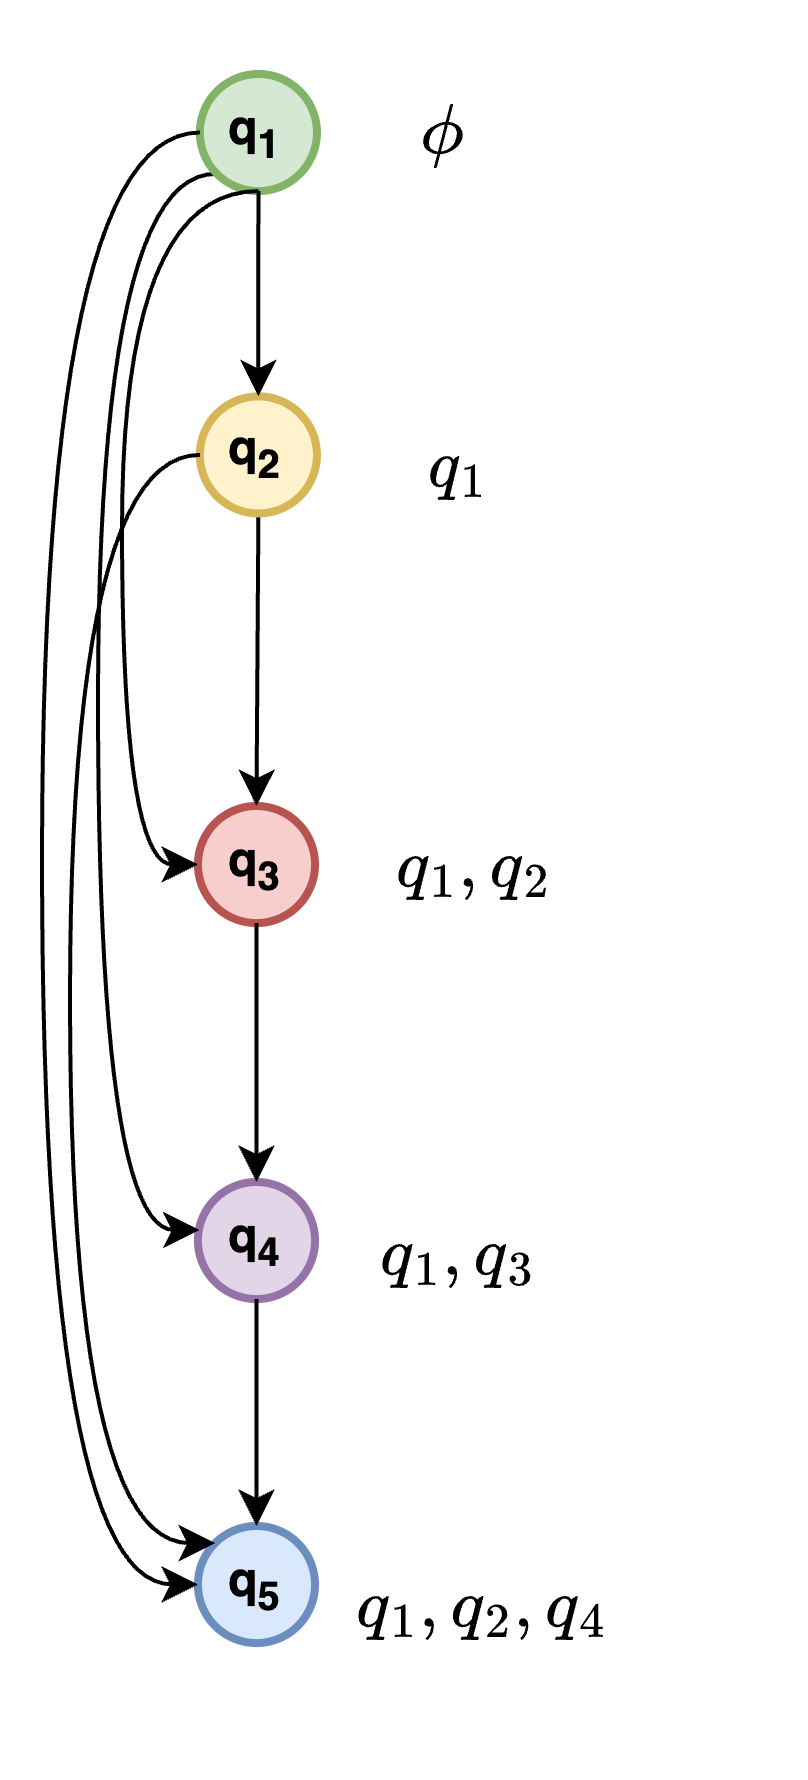 q₁ ϕ
q₂ q₁
q₃ q₁, q₂
q₄ q₁, q₃
q₅ q₁, q₂, q₄